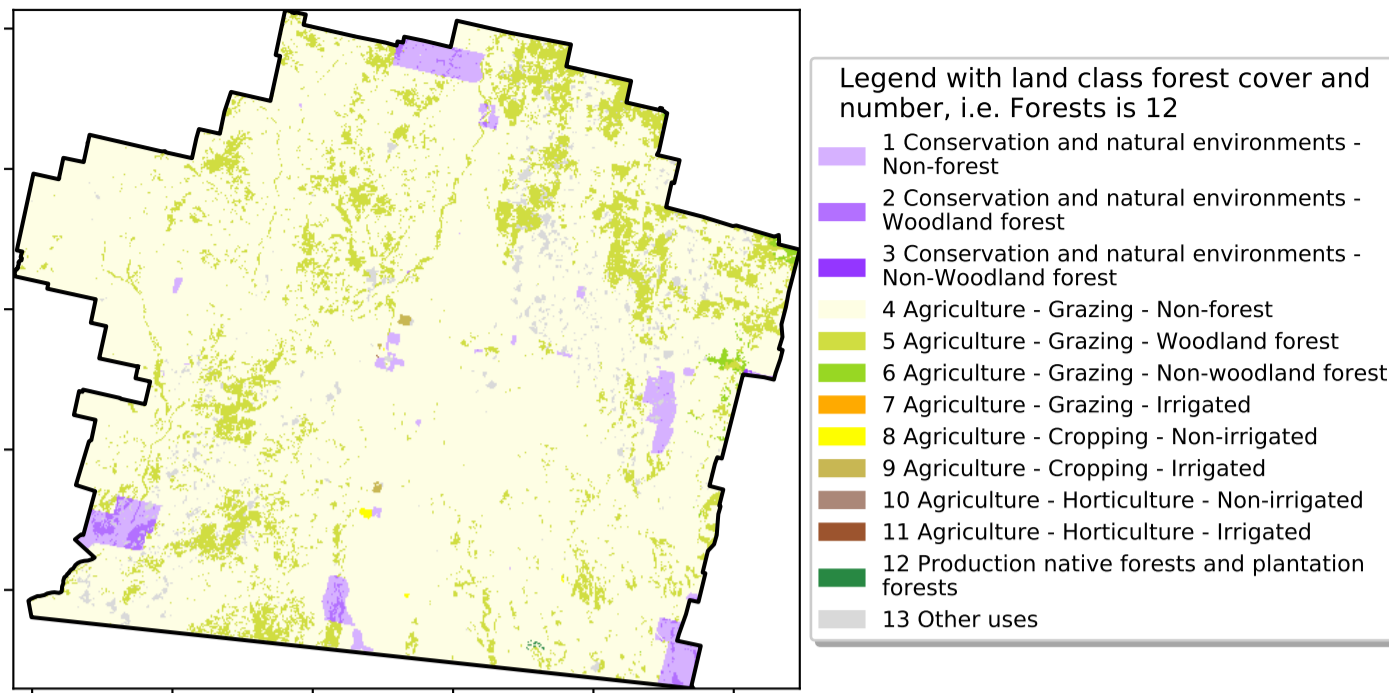 Legend with land class forest cover and
number, i.e. Forests is 12
1 Conservation and natural environments -
Non-forest
2 Conservation and natural environments -
Woodland forest
3 Conservation and natural environments -
Non-Woodland forest
4 Agriculture - Grazing - Non-forest
5 Agriculture - Grazing - Woodland forest
6 Agriculture - Grazing - Non-woodland forest
7 Agriculture - Grazing - Irrigated
8 Agriculture - Cropping - Non-irrigated
9 Agriculture - Cropping - Irrigated
10 Agriculture - Horticulture - Non-irrigated
11 Agriculture - Horticulture - Irrigated
12 Production native forests and plantation
forests
13 Other uses